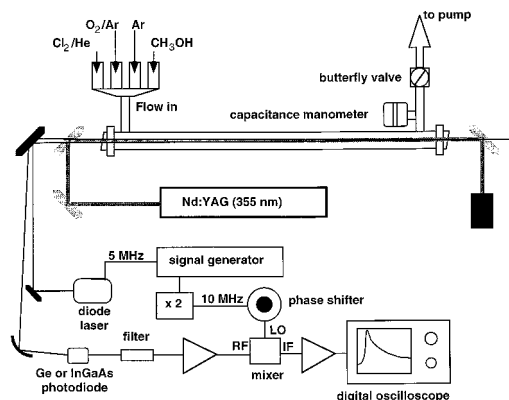 to pump
O2/Ar Ar
Cl2/He CH3OH
butterfly valve
Flow in
capacitance manometer
Nd:YAG (355 nm)
5 MHz
signal generator
x 2
10 MHz
phase shifter
diode
laser
LO
filter
RF
IF
mixer
Ge or InGaAs
photodiode
digital oscilloscope